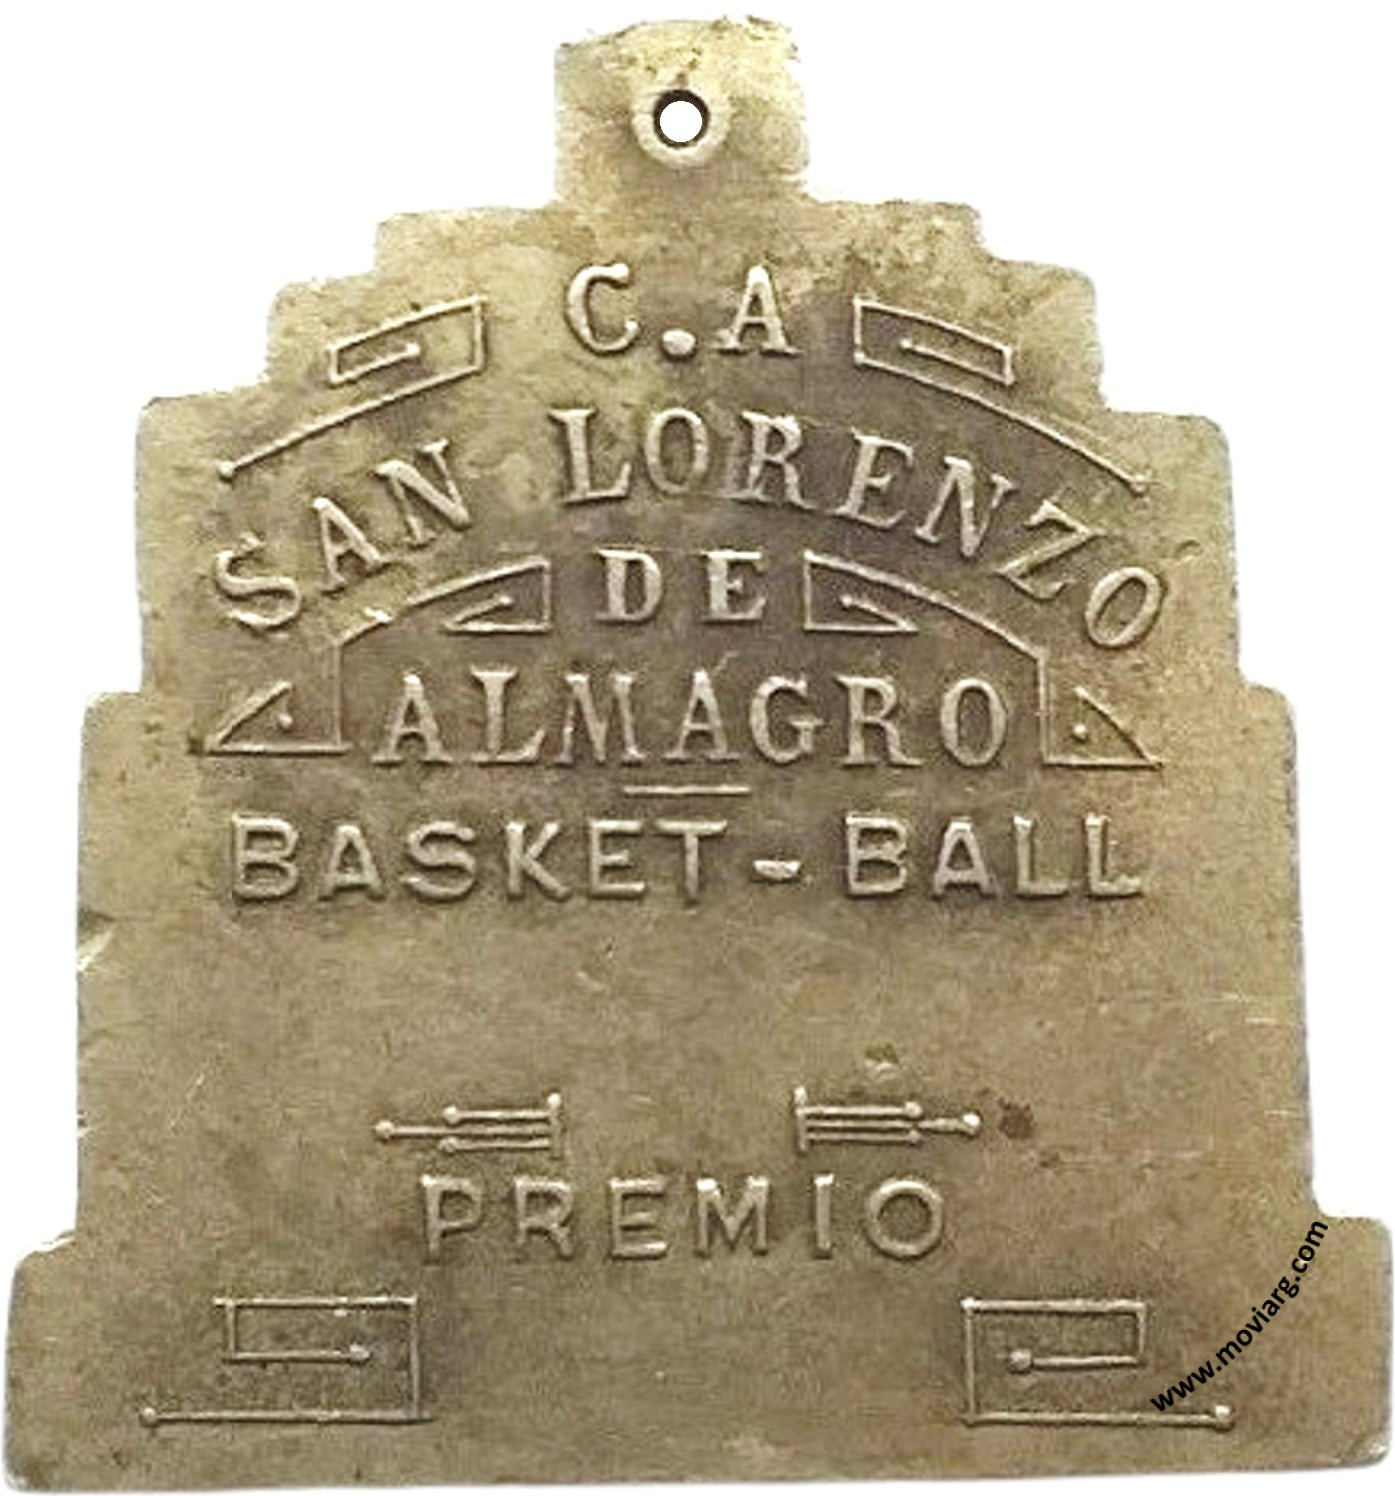 C.A
SAN LORENZO
DE
ALMAGRO
BASKET-BALL
PREMIO
www.moviarg.com